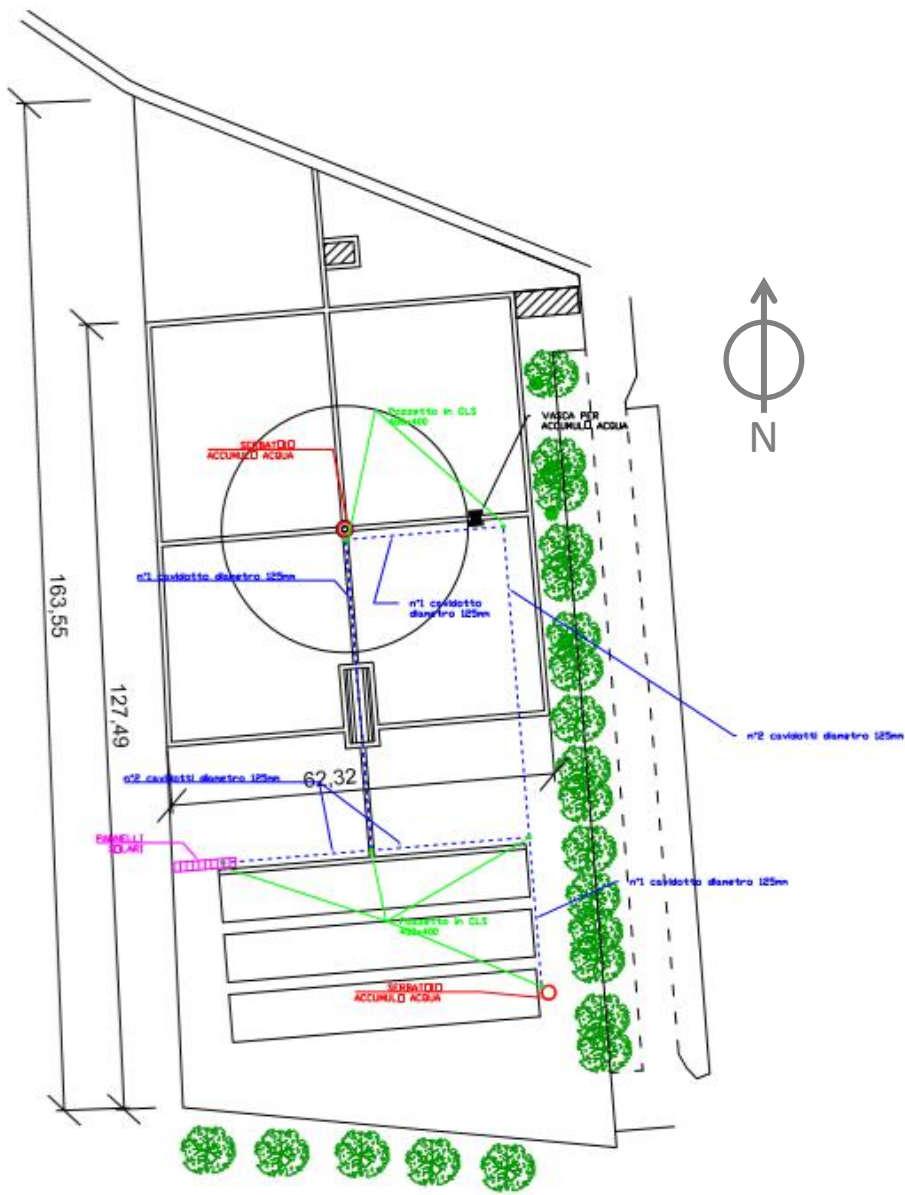 Pozzetto in CLS
400x400
VASCA PER
ACCUMULO ACQUA
SERBATOIO
ACCUMULO ACQUA
N
163,55
n°1 cavidotto diametro 125mm
n°1 cavidotto
diametro 125mm
127,49
n°2 cavidotti diametro 125mm
n°2 cavidotti diametro 125mm
62,32
PANNELLI
SOLARI
n°1 cavidotto diametro 125mm
Pozzetto in CLS
400x400
SERBATOIO
ACCUMULO ACQUA